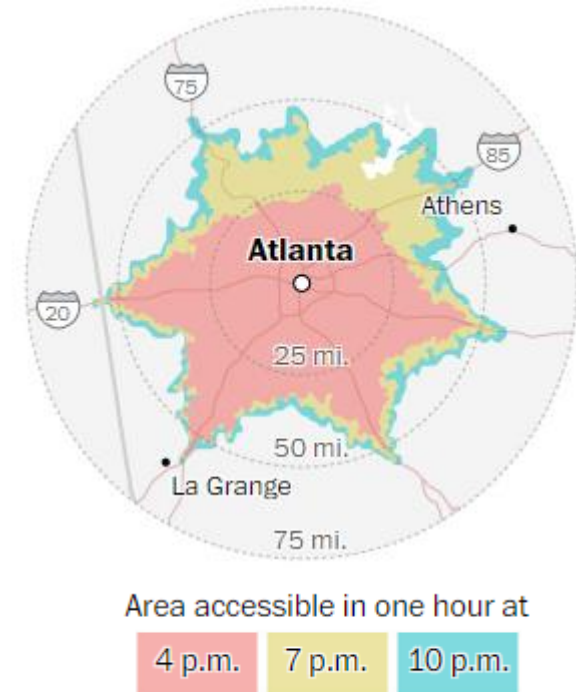 75
85
Athens
Atlanta
20
25 mi.
50 mi.
La Grange
75 mi.
Area accessible in one hour at
4 p.m. 7 p.m. 10 p.m.